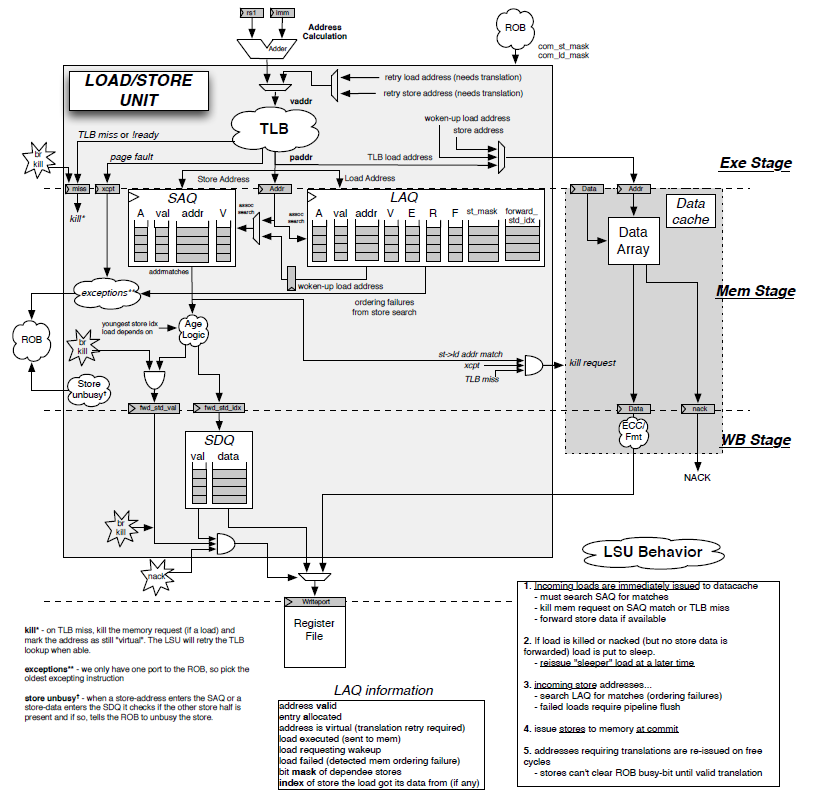 rs1
imm
Address
Calculation
Adder
ROB
com_st_mask
com_ld_mask
LOAD/STORE
UNIT
retry load address (needs translation)
retry store address (needs translation)
vaddr
TLB
woken-up load address
store address
TLB miss or !ready
page fault
paddr
TLB load address
Exe Stage
br
kill
Store Address
Load Address
miss
xcpt
Addr
Data
Addr
kill*
SAQ
A val addr V
assoc
search
assoc
search
LAQ
A val addr V E R F st_mask forward_
std_idx
Data
cache
Data
Array
addrmatches
woken-up load address
exceptions**
ordering failures
from store search
Mem Stage
youngest store idx
load depends on
Age
Logic
ROB
br
kill
st->ld addr match
xcpt
TLB miss
kill request
Store
unbusy†
fwd_std_val
fwd_std_idx
Data
nack
ECC/
Fmt
WB Stage
SDQ
val data
NACK
br
kill
nack
Writeport
Register
File
LSU Behavior
1. Incoming loads are immediately issued to datacache
- must search SAQ for matches
- kill mem request on SAQ match or TLB miss
- forward store data if available
2. If load is killed or nacked (but no store data is
forwarded) load is put to sleep.
- reissue "sleeper" load at a later time
3. incoming store addresses...
- search LAQ for matches (ordering failures)
- failed loads require pipeline flush
4. issue stores to memory at commit
5. addresses requiring translations are re-issued on free
cycles
- stores can't clear ROB busy-bit until valid translation
kill* - on TLB miss, kill the memory request (if a load) and
mark the address as still "virtual". The LSU will retry the TLB
lookup when able.
exceptions** - we only have one port to the ROB, so pick the
oldest excepting instruction
store unbusy† - when a store-address enters the SAQ or a
store-data enters the SDQ it checks if the other store half is
present and if so, tells the ROB to unbusy the store.
LAQ information
address valid
entry allocated
address is virtual (translation retry required)
load executed (sent to mem)
load requesting wakeup
load failed (detected mem ordering failure)
bit mask of dependee stores
index of store the load got its data from (if any)